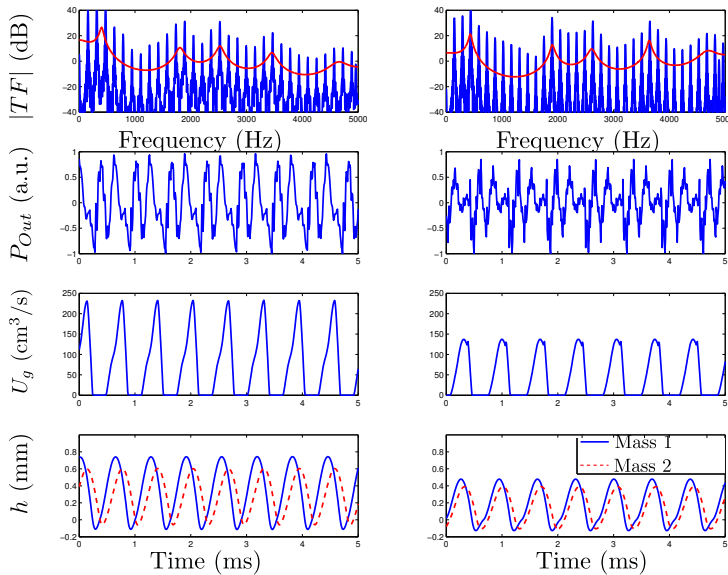 |TF| (dB)
40
20
0
−20
−40
0 1000 2000 3000 4000 5000
Frequency (Hz)
40
20
0
−20
−40
0 1000 2000 3000 4000 5000
Frequency (Hz)
P_Out (a.u.)
1
0.5
0
−0.5
−1
0 1 2 3 4 5
1
0.5
0
−0.5
−1
0 1 2 3 4 5
U_g (cm³/s)
250
200
150
100
50
0
0 1 2 3 4 5
250
200
150
100
50
0
0 1 2 3 4 5
h (mm)
0.8
0.6
0.4
0.2
0
−0.2
0 1 2 3 4 5
Time (ms)
Mass 1
Mass 2
0.8
0.6
0.4
0.2
0
−0.2
0 1 2 3 4 5
Time (ms)